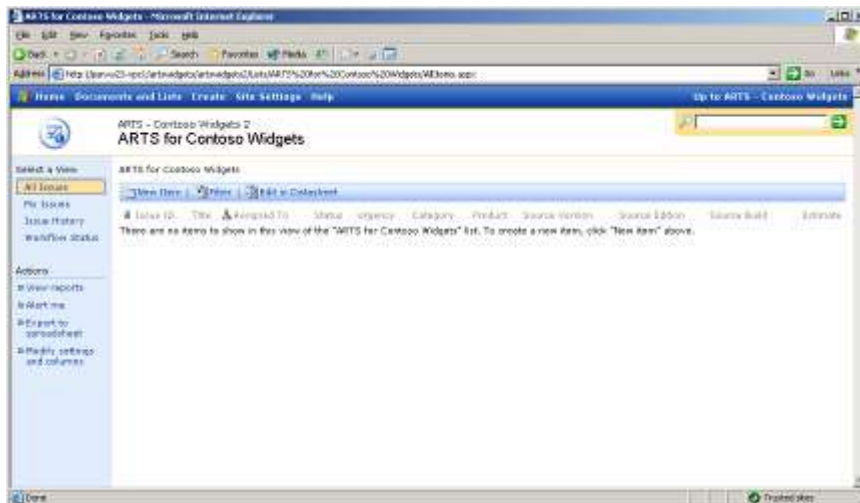 ARTS for Contoso Widgets - Microsoft Internet Explorer
File Edit View Favorites Tools Help
Back Search Favorites Media
Address
Go Links
Home Documents and Lists Create Site Settings Help Up to ARTS - Contoso Widgets
ARTS - Contoso Widgets 2
ARTS for Contoso Widgets
Select a View
All Issues
My Issues
Issue History
Workflow Status
Actions
View reports
Alert me
Export to
spreadsheet
Modify settings
and columns
ARTS for Contoso Widgets
New Item | Filter | Edit in Datasheet
Issue ID Title Assigned To Status Urgency Category Product Source Version Source Edition Source Build Estimate
There are no items to show in this view of the "ARTS for Contoso Widgets" list. To create a new item, click "New item" above.
Done
Trusted sites